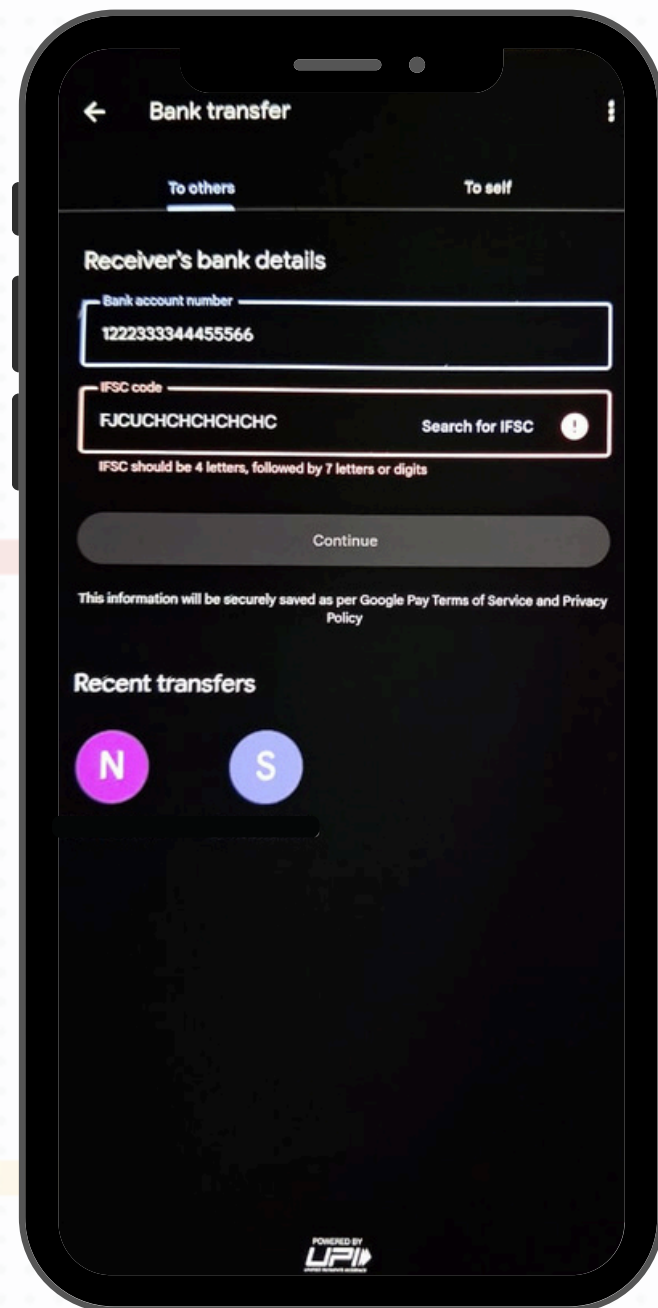 Bank transfer
To others
To self
Receiver's bank details
Bank account number
1222333344455566
IFSC code
FJCUCHCHCHCHCHC
Search for IFSC
IFSC should be 4 letters, followed by 7 letters or digits
Continue
This information will be securely saved as per Google Pay Terms of Service and Privacy
Policy
Recent transfers
N
S
POWERED BY
UPI